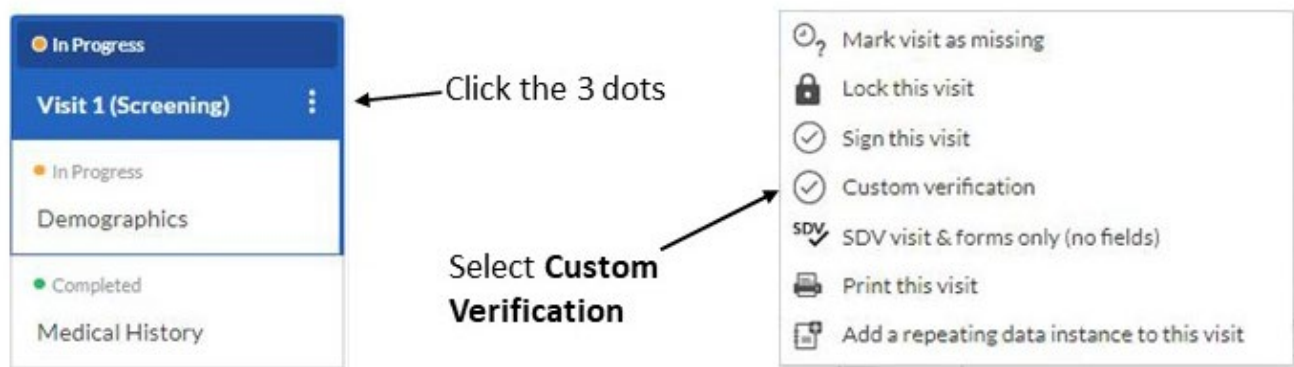 In Progress
Visit 1 (Screening)
In Progress
Demographics
Completed
Medical History
Click the 3 dots
Select Custom
Verification
Mark visit as missing
Lock this visit
Sign this visit
Custom verification
SDV visit & forms only (no fields)
Print this visit
Add a repeating data instance to this visit